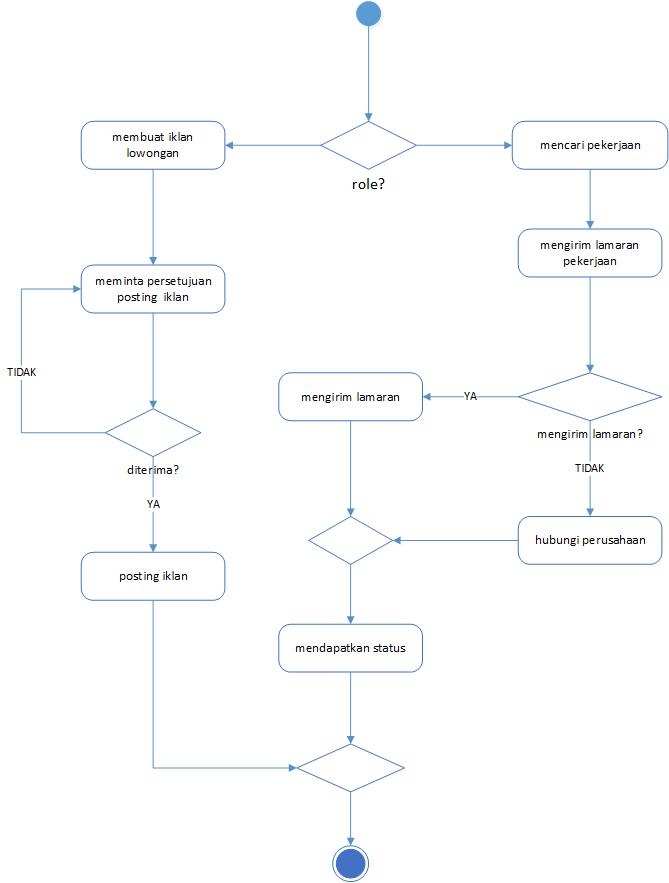 membuat iklan
lowongan
mencari pekerjaan
role?
mengirim lamaran
pekerjaan
meminta persetujuan
posting iklan
TIDAK
mengirim lamaran
YA
mengirim lamaran?
diterima?
TIDAK
YA
hubungi perusahaan
posting iklan
mendapatkan status